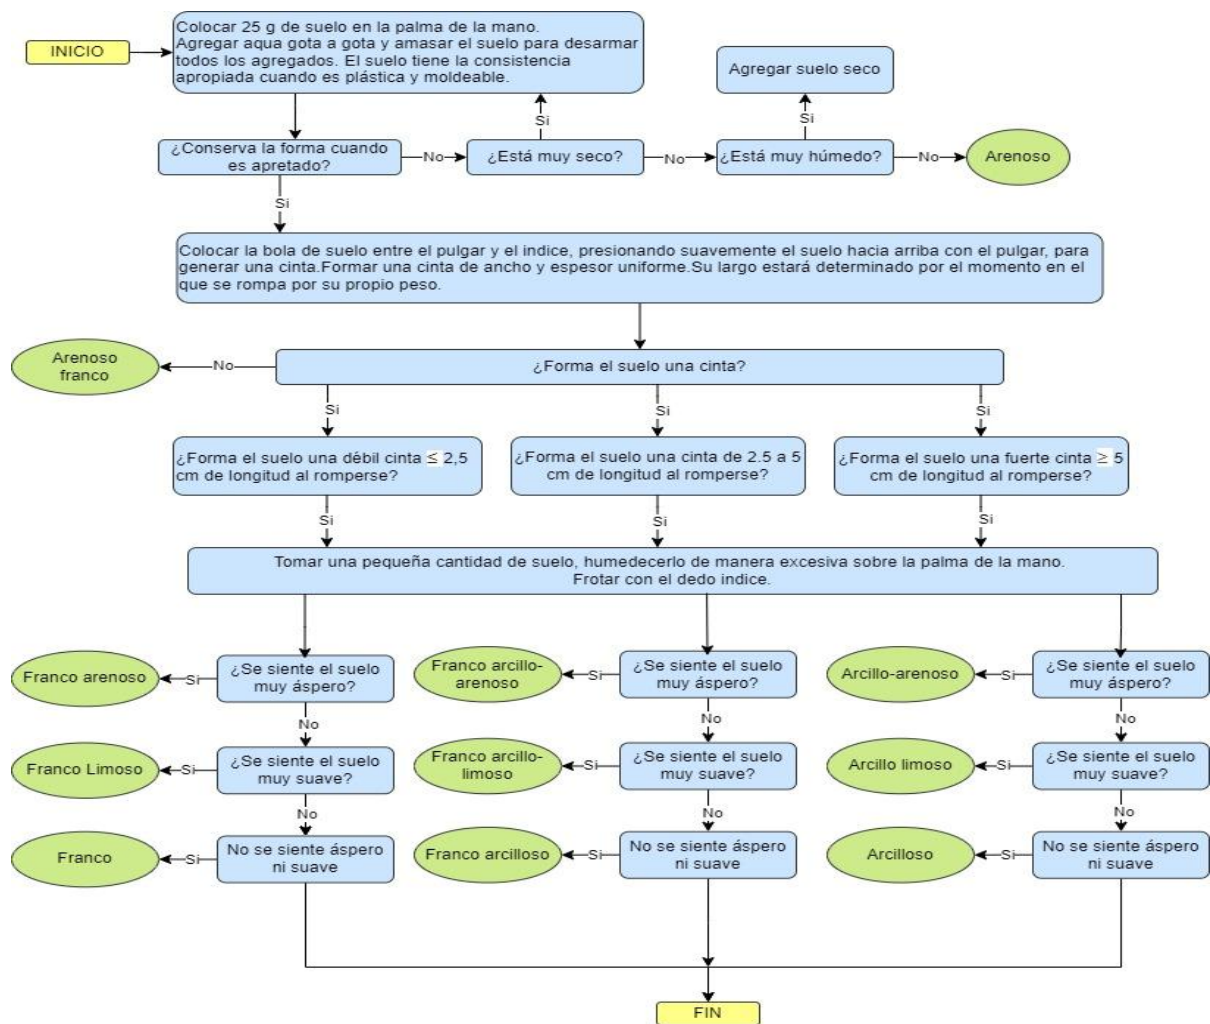 INICIO
Colocar 25 g de suelo en la palma de la mano.
Agregar aqua gota a gota y amasar el suelo para desarmar
todos los agregados. El suelo tiene la consistencia
apropiada cuando es plástica y moldeable.
Agregar suelo seco
Si
Si
¿Conserva la forma cuando
es apretado?
No
¿Está muy seco?
No
¿Está muy húmedo?
No
Arenoso
Si
Colocar la bola de suelo entre el pulgar y el indice, presionando suavemente el suelo hacia arriba con el pulgar, para
generar una cinta.Formar una cinta de ancho y espesor uniforme.Su largo estará determinado por el momento en el
que se rompa por su propio peso.
Arenoso
franco
No
¿Forma el suelo una cinta?
Si
Si
Si
¿Forma el suelo una débil cinta ≤ 2,5
cm de longitud al romperse?
¿Forma el suelo una cinta de 2.5 a 5
cm de longitud al romperse?
¿Forma el suelo una fuerte cinta ≥ 5
cm de longitud al romperse?
Si
Si
Si
Tomar una pequeña cantidad de suelo, humedecerlo de manera excesiva sobre la palma de la mano.
Frotar con el dedo indice.
Franco arenoso
Si
¿Se siente el suelo
muy áspero?
Franco arcillo-
arenoso
Si
¿Se siente el suelo
muy áspero?
Arcillo-arenoso
Si
¿Se siente el suelo
muy áspero?
No
No
No
Franco Limoso
Si
¿Se siente el suelo
muy suave?
Franco arcillo-
limoso
Si
¿Se siente el suelo
muy suave?
Arcillo limoso
Si
¿Se siente el suelo
muy suave?
No
No
No
Franco
Si
No se siente áspero
ni suave
Franco arcilloso
Si
No se siente áspero
ni suave
Arcilloso
Si
No se siente áspero
ni suave
FIN